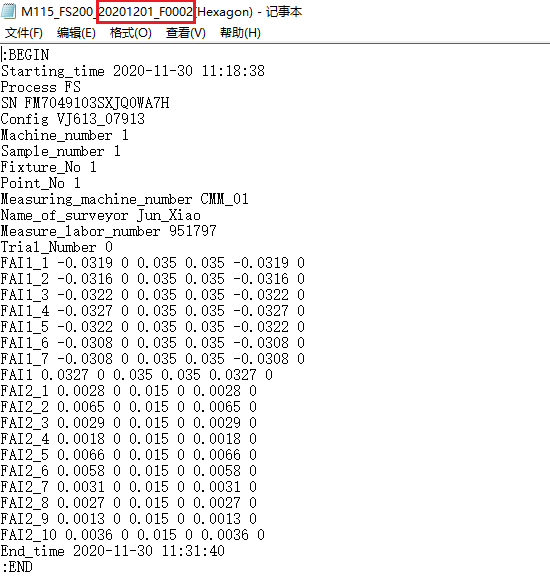 M115_FS200_20201201_F0002(Hexagon) - 记事本
文件(F) 编辑(E) 格式(O) 查看(V) 帮助(H)
:BEGIN
Starting_time 2020-11-30 11:18:38
Process FS
SN FM7049103SXJQ0WA7H
Config VJ613_07913
Machine_number 1
Sample_number 1
Fixture_No 1
Point_No 1
Measuring_machine_number CMM_01
Name_of_surveyor Jun_Xiao
Measure_labor_number 951797
Trial_Number 0
FAI1_1 -0.0319 0 0.035 0.035 -0.0319 0
FAI1_2 -0.0316 0 0.035 0.035 -0.0316 0
FAI1_3 -0.0322 0 0.035 0.035 -0.0322 0
FAI1_4 -0.0327 0 0.035 0.035 -0.0327 0
FAI1_5 -0.0322 0 0.035 0.035 -0.0322 0
FAI1_6 -0.0308 0 0.035 0.035 -0.0308 0
FAI1_7 -0.0308 0 0.035 0.035 -0.0308 0
FAI1 0.0327 0 0.035 0.035 0.0327 0
FAI2_1 0.0028 0 0.015 0 0.0028 0
FAI2_2 0.0065 0 0.015 0 0.0065 0
FAI2_3 0.0029 0 0.015 0 0.0029 0
FAI2_4 0.0018 0 0.015 0 0.0018 0
FAI2_5 0.0066 0 0.015 0 0.0066 0
FAI2_6 0.0058 0 0.015 0 0.0058 0
FAI2_7 0.0031 0 0.015 0 0.0031 0
FAI2_8 0.0027 0 0.015 0 0.0027 0
FAI2_9 0.0013 0 0.015 0 0.0013 0
FAI2_10 0.0036 0 0.015 0 0.0036 0
End_time 2020-11-30 11:31:40
:END